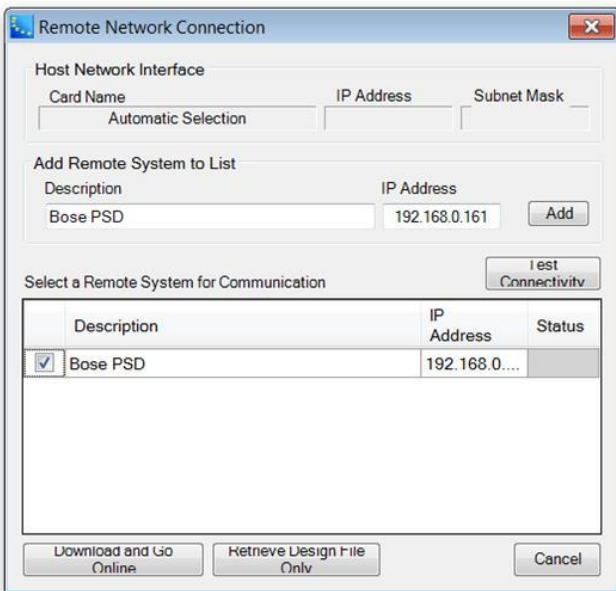 Remote Network Connection
Host Network Interface
Card Name IP Address Subnet Mask
Automatic Selection
Add Remote System to List
Description IP Address
Bose PSD 192.168.0.161 Add
Test
Connectivity
Select a Remote System for Communication
Description IP
Address Status
Bose PSD 192.168.0....
Download and Go
Online
Retrieve Design File
Only
Cancel